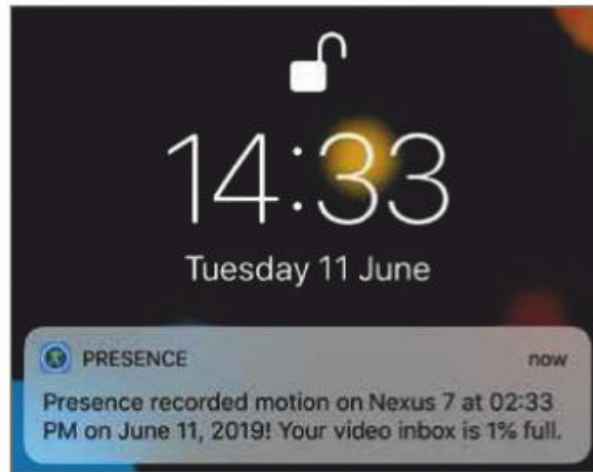 14:33
Tuesday 11 June
PRESENCE now
Presence recorded motion on Nexus 7 at 02:33
PM on June 11, 2019! Your video inbox is 1% full.